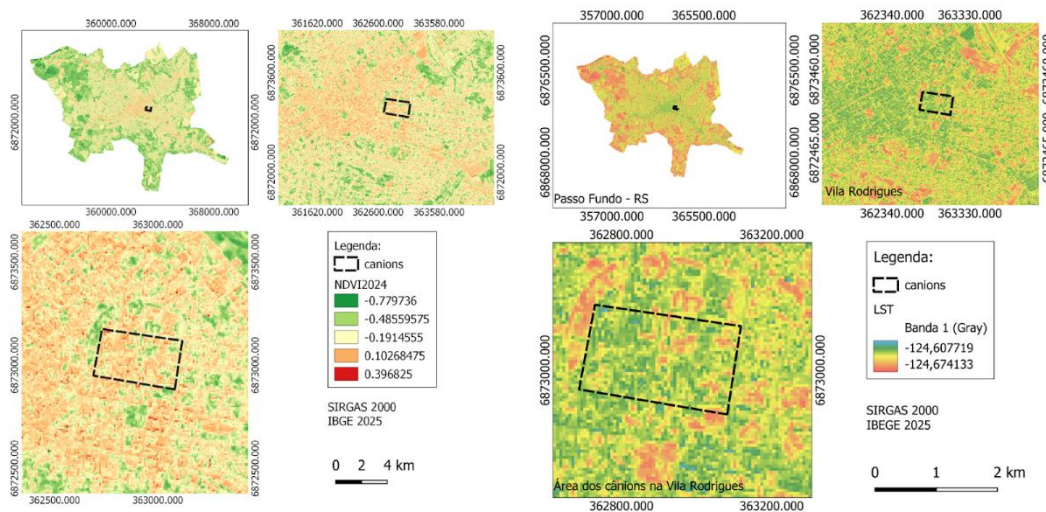 360000.000 368000.000
361620.000 362600.000 363580.000
6872000.000
6872000.000
6873600.000
6872000.000
6873600.000
6872000.000
360000.000 368000.000
361620.000 362600.000 363580.000
362500.000 363000.000
6873500.000
6873000.000
6872500.000
6873500.000
6873000.000
6872500.000
362500.000 363000.000
Legenda:
canions
NDVI2024
-0.779736
-0.48559575
-0.1914555
0.10268475
0.396825
SIRGAS 2000
IBGE 2025
0 2 4 km
357000.000 365500.000
362340.000 363330.000
6876500.000
6868000.000
6876500.000
6868000.000
6873460.000
6872465.000
6873460.000
6872465.000
Passo Fundo - RS
Vila Rodrigues
357000.000 365500.000
362340.000 363330.000
362800.000 363200.000
6873000.000
6873000.000
Área dos cânions na Vila Rodrigues
362800.000 363200.000
Legenda:
canions
LST
Banda 1 (Gray)
-124,607719
-124,674133
SIRGAS 2000
IBEGE 2025
0 1 2 km